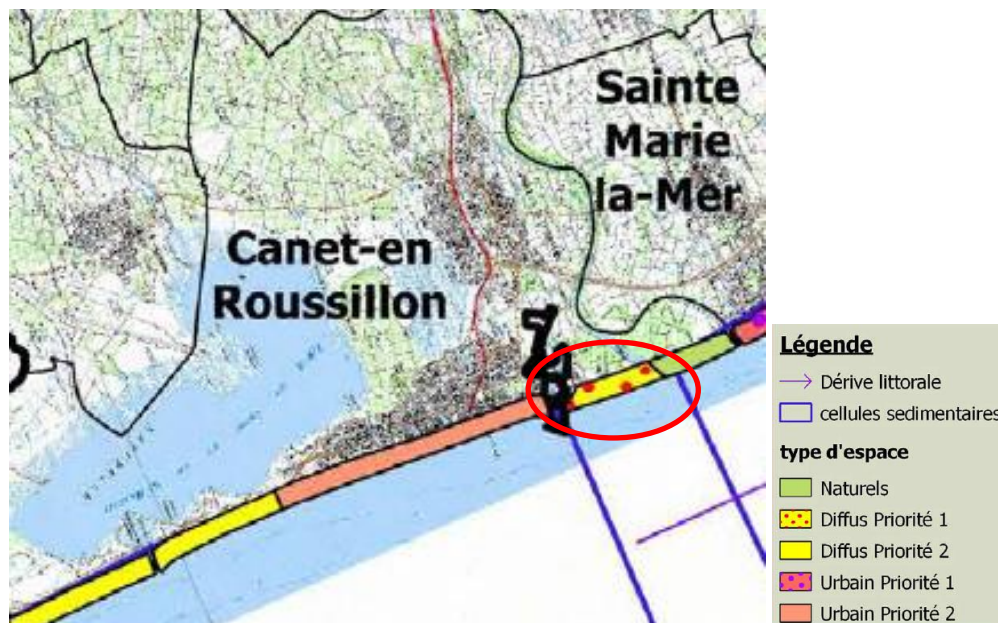 Sainte
Marie
la-Mer
Canet-en
Roussillon
Légende
Dérive littorale
cellules sedimentaires
type d'espace
Naturels
Diffus Priorité 1
Diffus Priorité 2
Urbain Priorité 1
Urbain Priorité 2